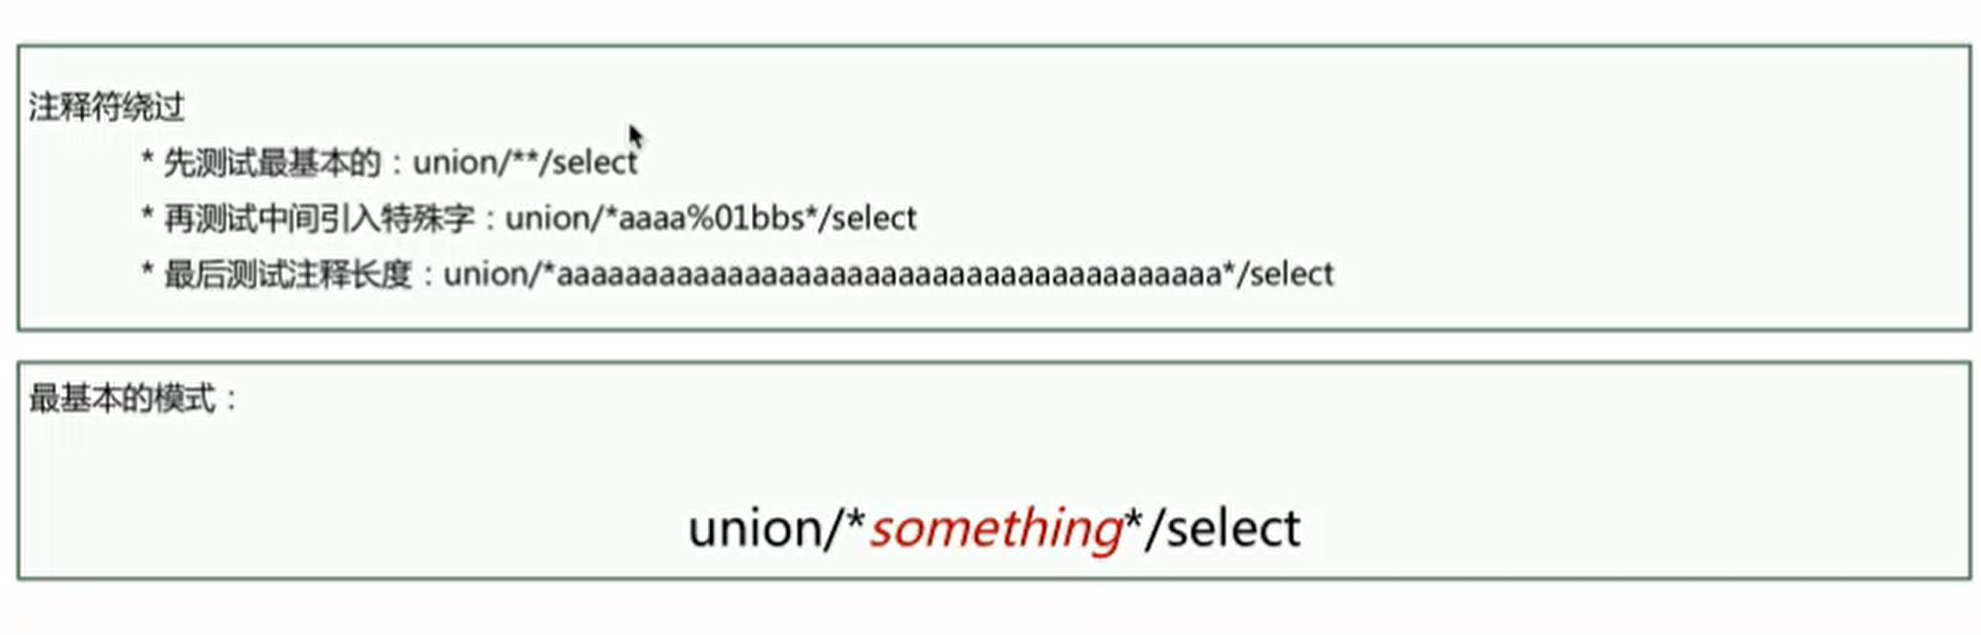 注释符绕过
* 先测试最基本的：union/**/select
* 再测试中间引入特殊字：union/*aaaa%01bbs*/select
* 最后测试注释长度：union/*aaaaaaaaaaaaaaaaaaaaaaaaaaaaaaaaaaaaaaa*/select
最基本的模式：
union/*something*/select